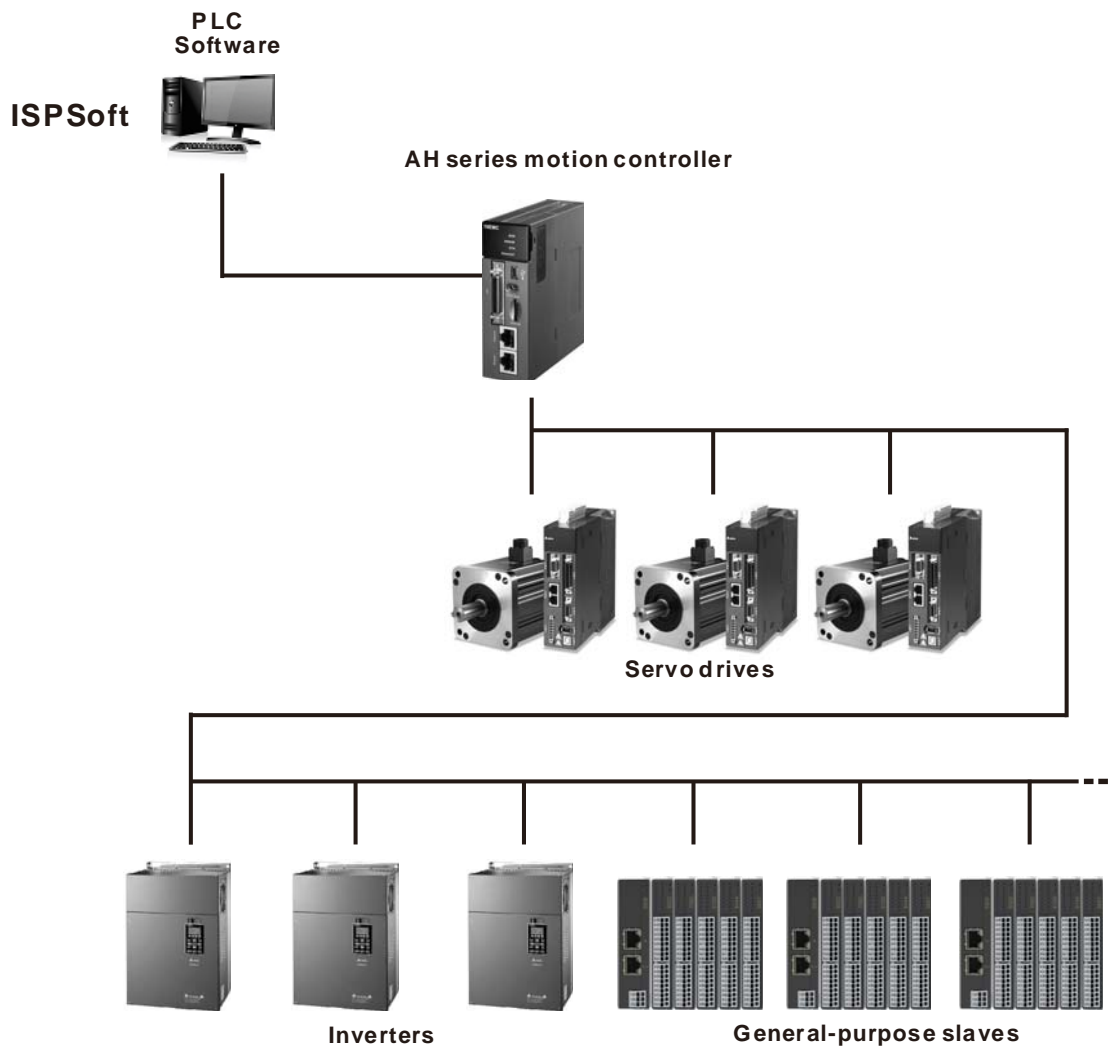 PLC
Software
ISPSoft
AH series motion controller
Servo drives
Inverters
General-purpose slaves